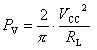 P_V = 2/π · V_CC²/R_L